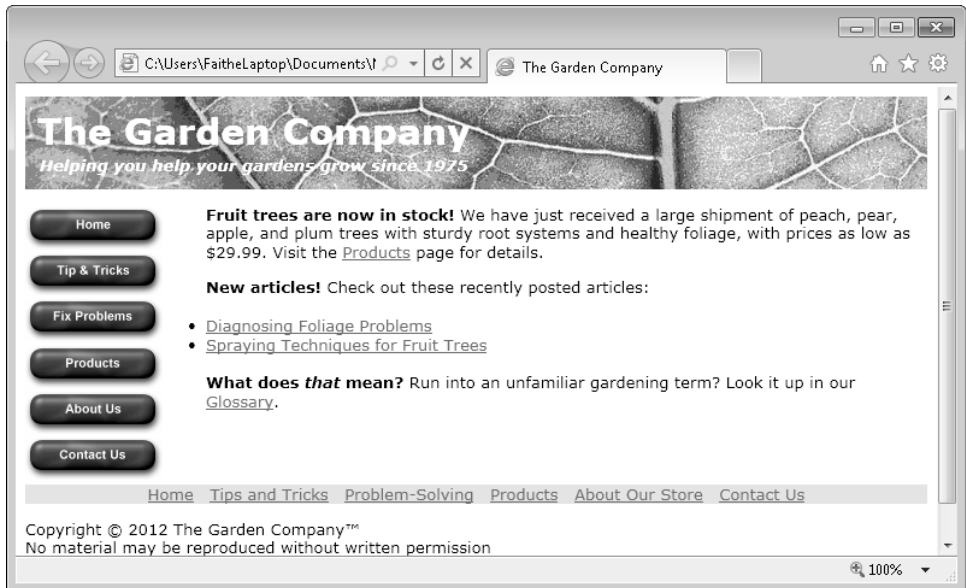 C:\Users\FaitheLaptop\Documents\
The Garden Company
The Garden Company
Helping you help your gardens grow since 1975
Home
Tip & Tricks
Fix Problems
Products
About Us
Contact Us
Fruit trees are now in stock! We have just received a large shipment of peach, pear,
apple, and plum trees with sturdy root systems and healthy foliage, with prices as low as
$29.99. Visit the Products page for details.
New articles! Check out these recently posted articles:
• Diagnosing Foliage Problems
• Spraying Techniques for Fruit Trees
What does that mean? Run into an unfamiliar gardening term? Look it up in our
Glossary.
Home Tips and Tricks Problem-Solving Products About Our Store Contact Us
Copyright © 2012 The Garden Company™
No material may be reproduced without written permission
100%